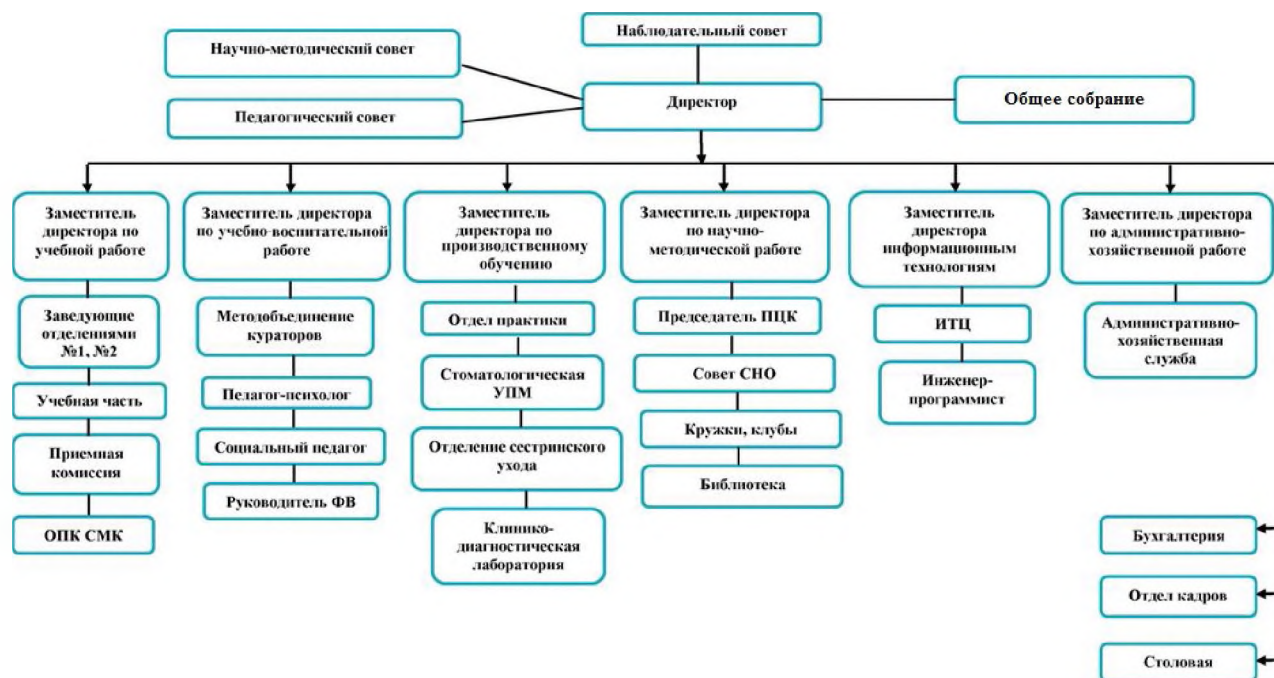 Наблюдательный совет
Научно-методический совет
Директор
Общее собрание
Педагогический совет
Заместитель
директора по
учебной работе
Заведующие
отделениями
№1, №2
Учебная часть
Приемная
комиссия
ОПК СМК
Заместитель директора
по учебно-воспитательной
работе
Методобъединение
кураторов
Педагог-психолог
Социальный педагог
Руководитель ФВ
Заместитель
директора по
производственному
обучению
Отдел практики
Стоматологическая
УПМ
Отделение сестринского
ухода
Клинико-
диагностическая
лаборатория
Заместитель директора
по научно-
методической работе
Председатель ПЦК
Совет СНО
Кружки, клубы
Библиотека
Заместитель
директора
информационным
технологиям
ИТЦ
Инженер-
программист
Заместитель директора
по административно-
хозяйственной работе
Административно-
хозяйственная
служба
Бухгалтерия
Отдел кадров
Столовая